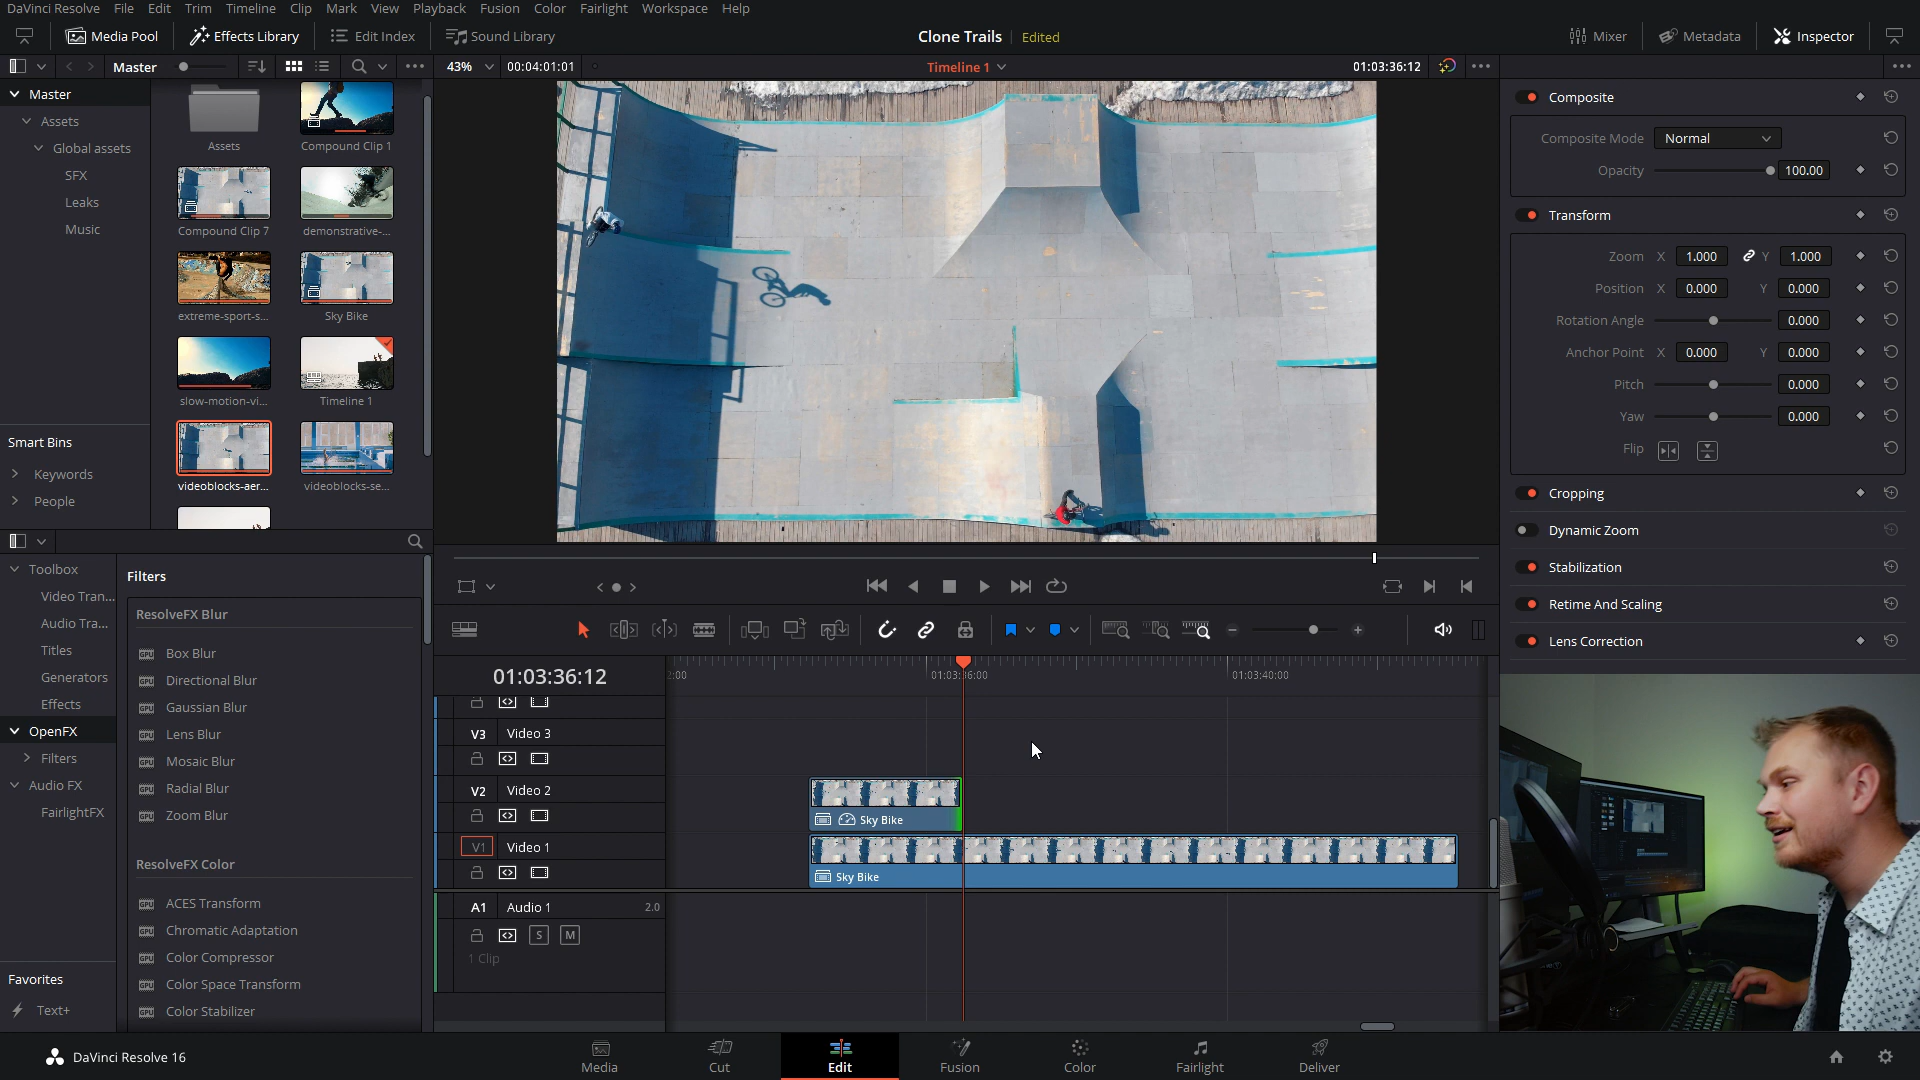 DaVinci Resolve File Edit Trim Timeline Clip Mark View Playback Fusion Color Fairlight Workspace Help
Media Pool Effects Library Edit Index Sound Library Clone Trails Edited Mixer Metadata Inspector
Master 43% 00:04:01:01 Timeline 1 01:03:36:12
Master
Assets
Global assets
SFX
Leaks
Music
Smart Bins
Keywords
People
Assets Compound Clip 1
Compound Clip 7 demonstrative-...
extreme-sport-s... Sky Bike
slow-motion-vi... Timeline 1
videoblocks-aer... videoblocks-se...
Composite
Composite Mode Normal
Opacity 100.00
Transform
Zoom X 1.000 Y 1.000
Position X 0.000 Y 0.000
Rotation Angle 0.000
Anchor Point X 0.000 Y 0.000
Pitch 0.000
Yaw 0.000
Flip
Cropping
Dynamic Zoom
Stabilization
Retime And Scaling
Lens Correction
Toolbox
Video Tran...
Audio Tra...
Titles
Generators
Effects
OpenFX
Filters
Audio FX
FairlightFX
Favorites
Text+
Filters
ResolveFX Blur
Box Blur
Directional Blur
Gaussian Blur
Lens Blur
Mosaic Blur
Radial Blur
Zoom Blur
ResolveFX Color
ACES Transform
Chromatic Adaptation
Color Compressor
Color Space Transform
Color Stabilizer
01:03:36:12 2:00 01:03:36:00 01:03:40:00
V3 Video 3
V2 Video 2
Sky Bike
V1 Video 1
Sky Bike
A1 Audio 1 2.0
S M
1 Clip
DaVinci Resolve 16 Media Cut Edit Fusion Color Fairlight Deliver